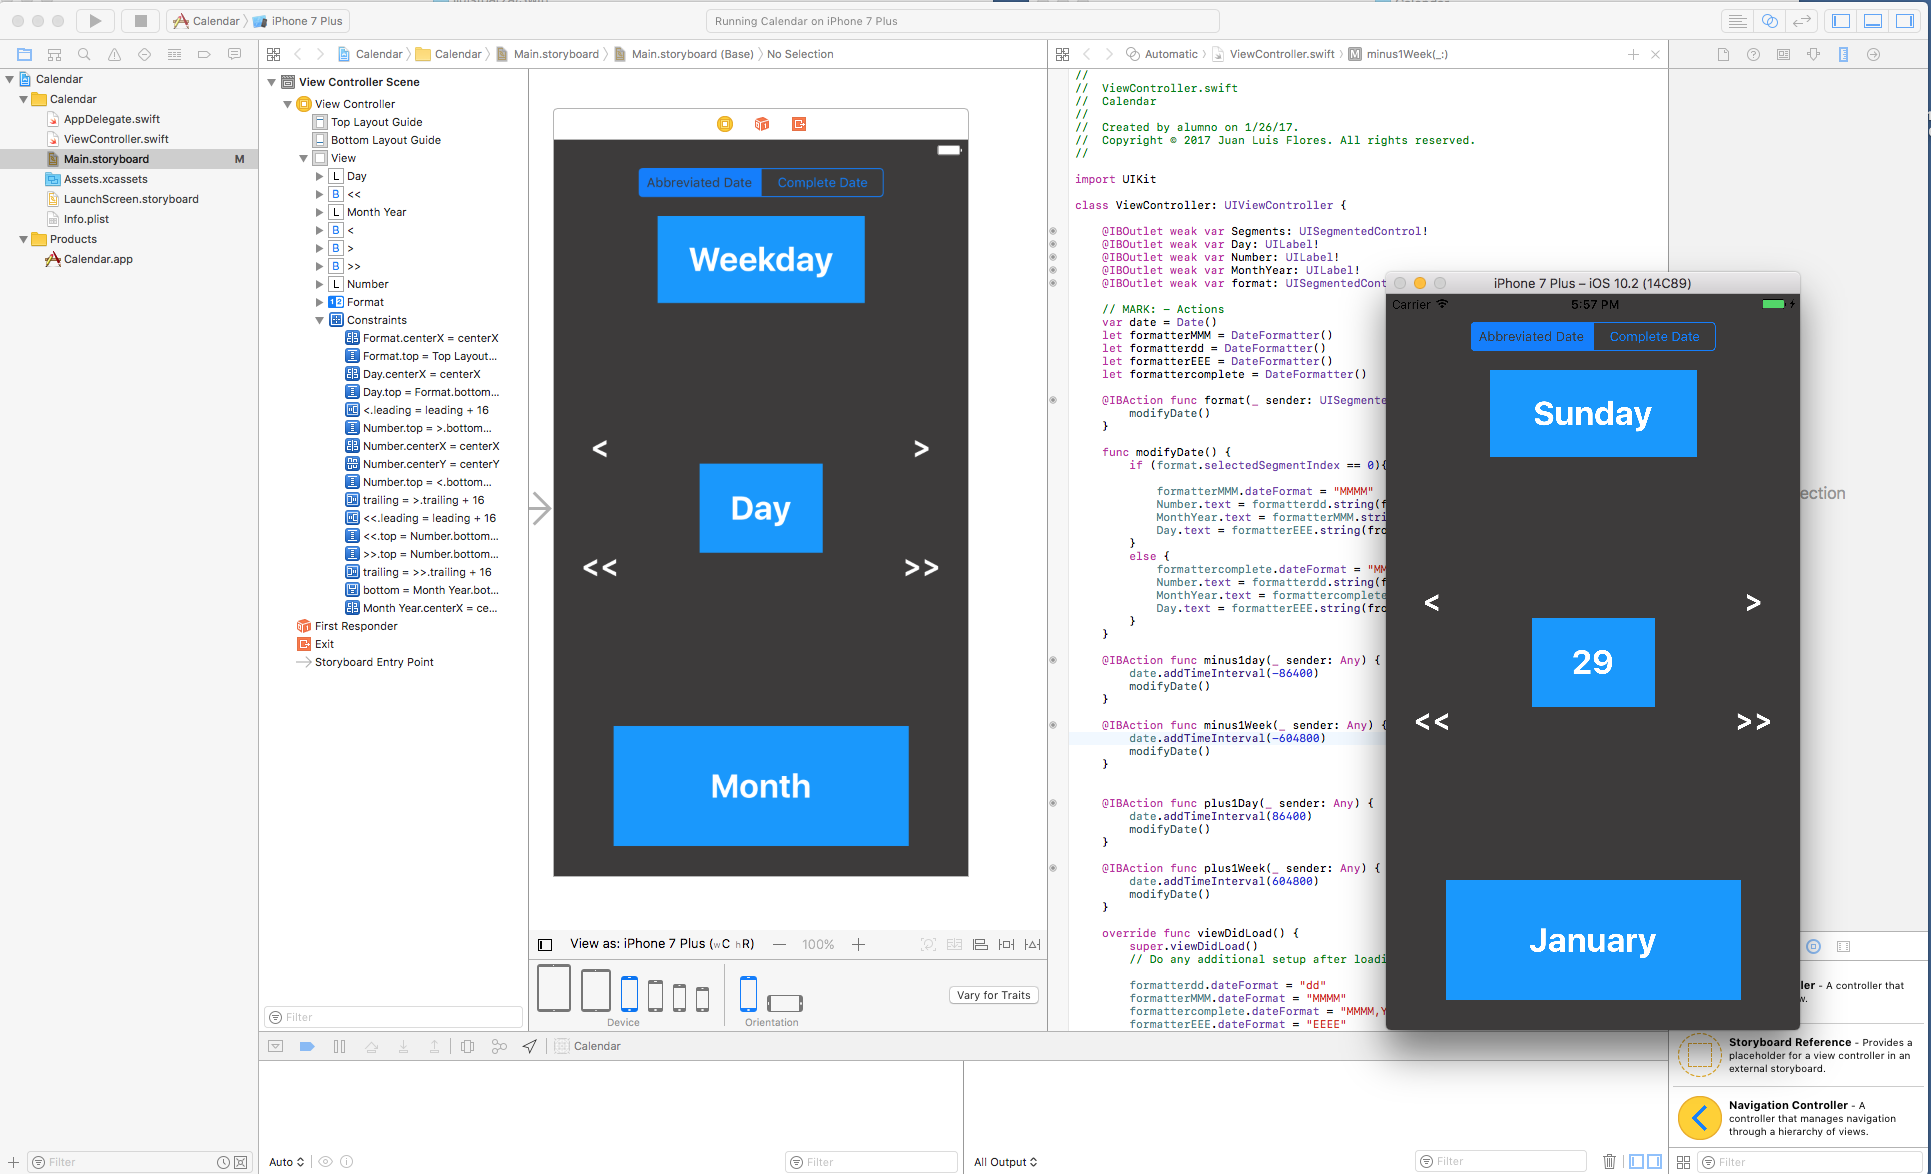 Calendar
iPhone 7 Plus
Running Calendar on iPhone 7 Plus
Calendar
Calendar
Main.storyboard
Main.storyboard (Base)
No Selection
Automatic
ViewController.swift
minus1Week(_:)
Calendar
Calendar
AppDelegate.swift
ViewController.swift
Main.storyboard M
Assets.xcassets
LaunchScreen.storyboard
Info.plist
Products
Calendar.app
Filter
View Controller Scene
View Controller
Top Layout Guide
Bottom Layout Guide
View
L Day
B <<
L Month Year
B <
B >
B >>
L Number
1 2 Format
Constraints
Format.centerX = centerX
Format.top = Top Layout...
Day.centerX = centerX
Day.top = Format.bottom...
<.leading = leading + 16
Number.top = >.bottom...
Number.centerX = centerX
Number.centerY = centerY
Number.top = <.bottom...
trailing = >.trailing + 16
<<.leading = leading + 16
<<.top = Number.bottom...
>>.top = Number.bottom...
trailing = >>.trailing + 16
bottom = Month Year.bot...
Month Year.centerX = ce...
First Responder
Exit
Storyboard Entry Point
Filter
Abbreviated Date
Complete Date
Weekday
<
>
Day
<<
>>
Month
View as: iPhone 7 Plus (wC hR)
100%
Device
Orientation
Vary for Traits
//
// ViewController.swift
// Calendar
//
// Created by alumno on 1/26/17.
// Copyright © 2017 Juan Luis Flores. All rights reserved.
//
import UIKit
class ViewController: UIViewController {
@IBOutlet weak var Segments: UISegmentedControl!
@IBOutlet weak var Day: UILabel!
@IBOutlet weak var Number: UILabel!
@IBOutlet weak var MonthYear: UILabel!
@IBOutlet weak var format: UISegmentedCont
// MARK: - Actions
var date = Date()
let formatterMMM = DateFormatter()
let formatterdd = DateFormatter()
let formatterEEE = DateFormatter()
let formattercomplete = DateFormatter()
@IBAction func format(_ sender: UISegmente
modifyDate()
}
func modifyDate() {
if (format.selectedSegmentIndex == 0){
formatterMMM.dateFormat = "MMMM"
Number.text = formatterdd.string(f
MonthYear.text = formatterMMM.stri
Day.text = formatterEEE.string(fro
}
else {
formattercomplete.dateFormat = "MM
Number.text = formatterdd.string(f
MonthYear.text = formattercomplete
Day.text = formatterEEE.string(fro
}
}
@IBAction func minus1day(_ sender: Any) {
date.addTimeInterval(-86400)
modifyDate()
}
@IBAction func minus1Week(_ sender: Any) {
date.addTimeInterval(-604800)
modifyDate()
}
@IBAction func plus1Day(_ sender: Any) {
date.addTimeInterval(86400)
modifyDate()
}
@IBAction func plus1Week(_ sender: Any) {
date.addTimeInterval(604800)
modifyDate()
}
override func viewDidLoad() {
super.viewDidLoad()
// Do any additional setup after loadi
formatterdd.dateFormat = "dd"
formatterMMM.dateFormat = "MMMM"
formattercomplete.dateFormat = "MMMM,Y
formatterEEE.dateFormat = "EEEE"
iPhone 7 Plus – iOS 10.2 (14C89)
Carrier
5:57 PM
Abbreviated Date
Complete Date
Sunday
<
>
29
<<
>>
January
ection
ler - A controller that
w.
Storyboard Reference - Provides a
placeholder for a view controller in an
external storyboard.
Navigation Controller - A
controller that manages navigation
through a hierarchy of views.
Filter
Calendar
Auto
Filter
All Output
Filter